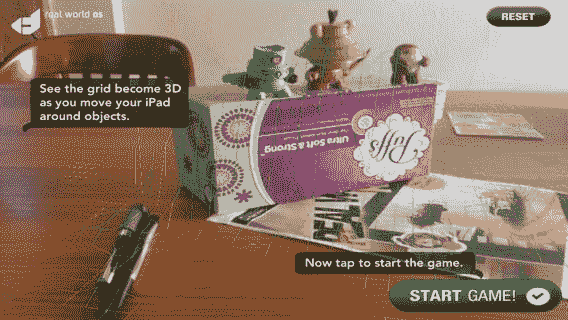 real world os
RESET
See the grid become 3D
as you move your iPad
around objects.
Puffs
Ultra Soft & Strong
Now tap to start the game.
START GAME!